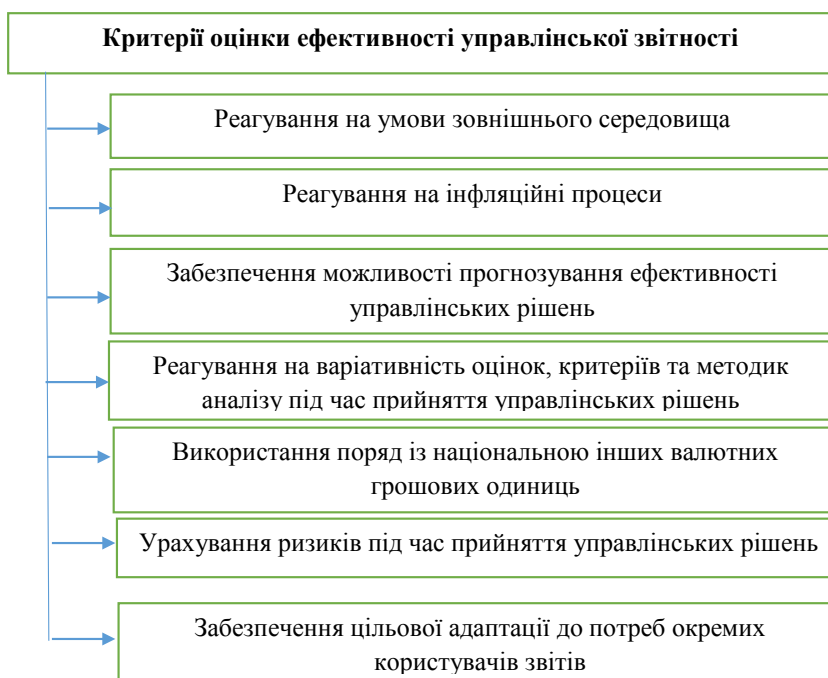 Критерії оцінки ефективності управлінської звітності
Реагування на умови зовнішнього середовища
Реагування на інфляційні процеси
Забезпечення можливості прогнозування ефективності
управлінських рішень
Реагування на варіативність оцінок, критеріїв та методик
аналізу під час прийняття управлінських рішень
Використання поряд із національною інших валютних
грошових одиниць
Урахування ризиків під час прийняття управлінських рішень
Забезпечення цільової адаптації до потреб окремих
користувачів звітів